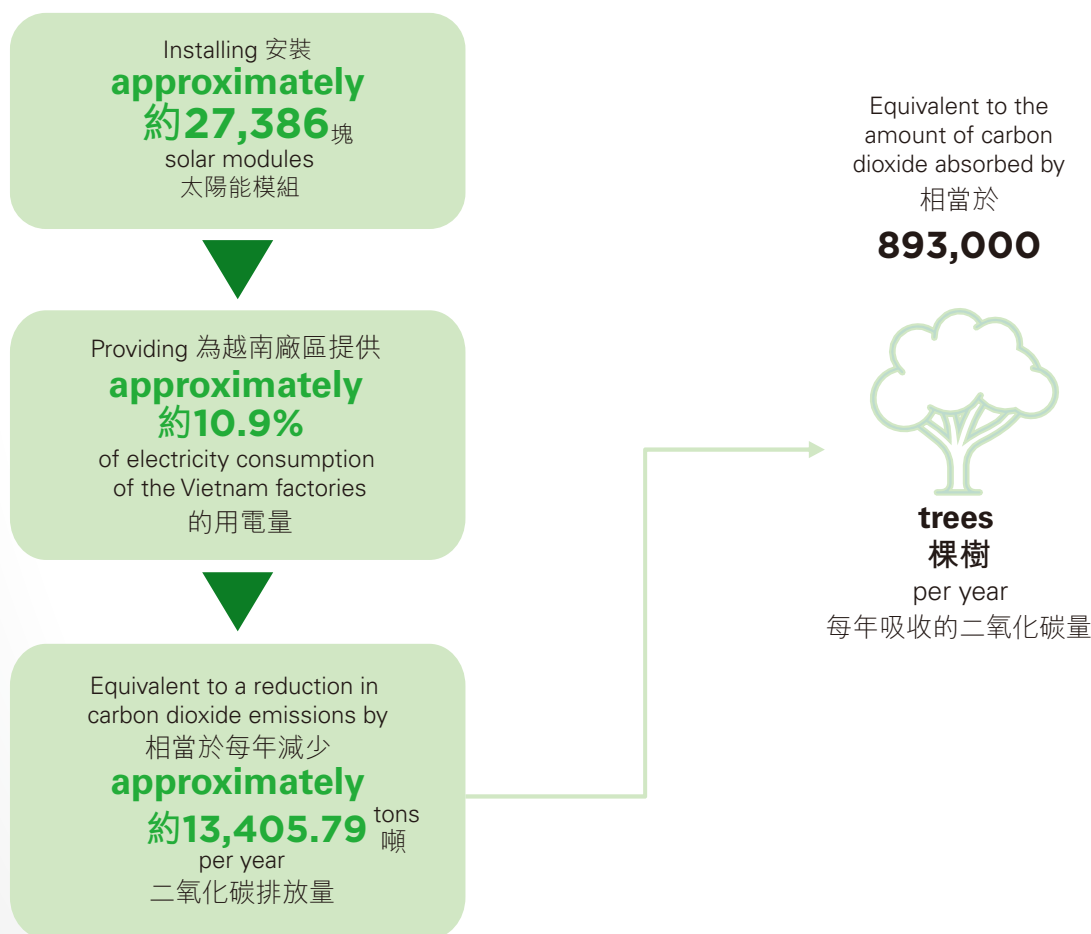 Installing 安裝
approximately
約27,386塊
solar modules
太陽能模組
Providing 為越南廠區提供
approximately
約10.9%
of electricity consumption
of the Vietnam factories
的用電量
Equivalent to a reduction in
carbon dioxide emissions by
相當於每年減少
approximately
約13,405.79 tons
噸
per year
二氧化碳排放量
Equivalent to the
amount of carbon
dioxide absorbed by
相當於
893,000
trees
棵樹
per year
每年吸收的二氧化碳量